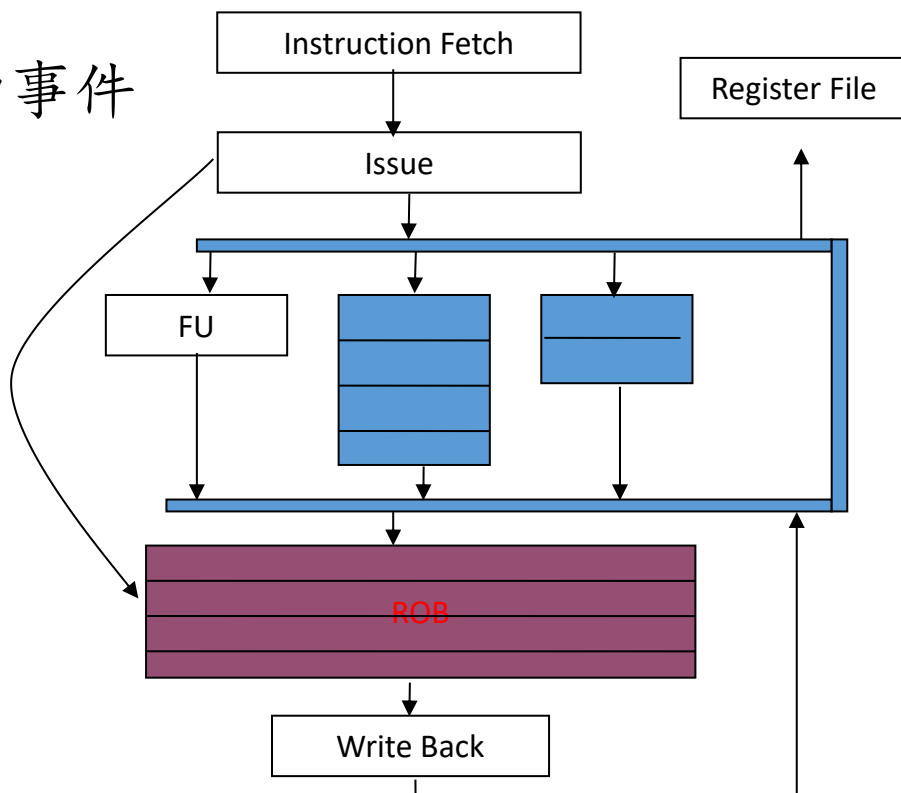 Instruction Fetch
事件
Register File
Issue
FU
ROB
Write Back